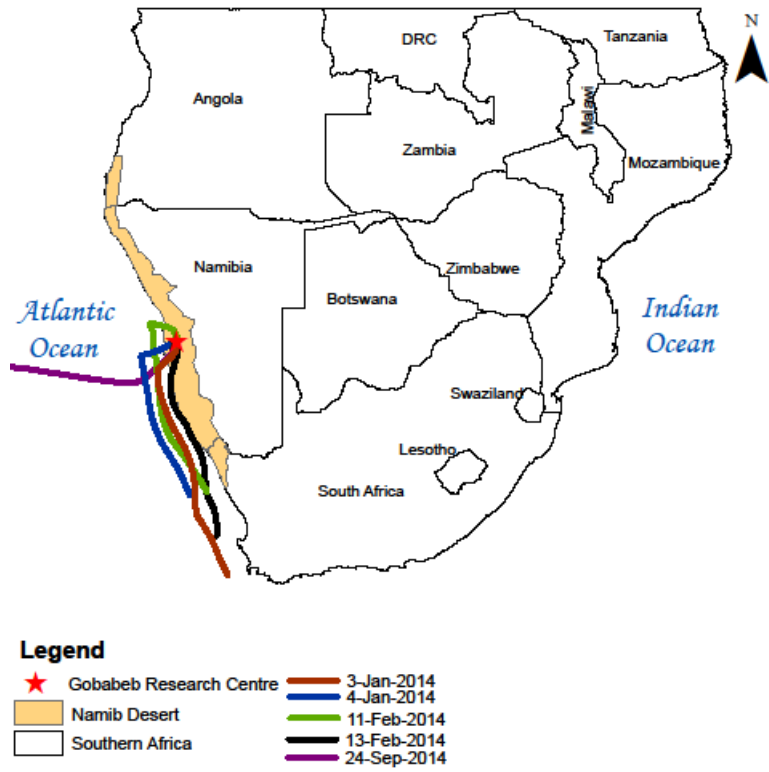 N
DRC
Tanzania
Angola
Malawi
Zambia
Mozambique
Namibia
Zimbabwe
Botswana
Atlantic
Ocean
Indian
Ocean
Swaziland
Lesotho
South Africa
Legend
Gobabeb Research Centre
Namib Desert
Southern Africa
3-Jan-2014
4-Jan-2014
11-Feb-2014
13-Feb-2014
24-Sep-2014